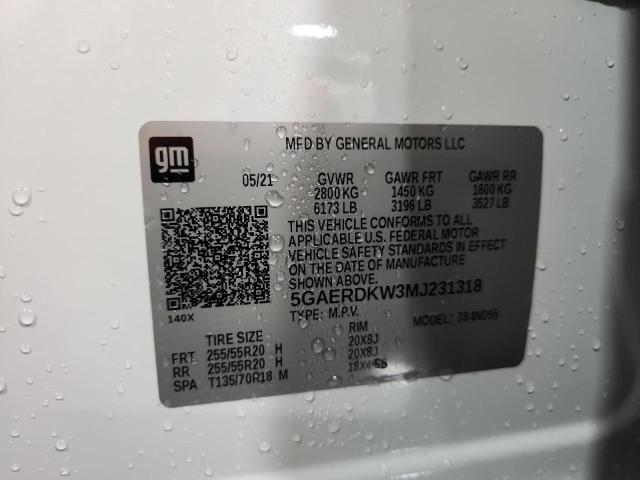 gm
MFD BY GENERAL MOTORS LLC
05/21 GVWR GAWR FRT GAWR RR
2800 KG 1450 KG 1600 KG
6173 LB 3196 LB 3527 LB
THIS VEHICLE CONFORMS TO ALL
APPLICABLE U.S. FEDERAL MOTOR
VEHICLE SAFETY STANDARDS IN EFFECT
ON THE DATE OF MANUFACTURE
SHOWN ABOVE.
5GAERDKW3MJ231318
140X
TYPE: M.P.V. MODEL:
TIRE SIZE RIM
FRT 255/55R20 H 20X8J
RR 255/55R20 H 20X8J
SPA T135/70R18 M